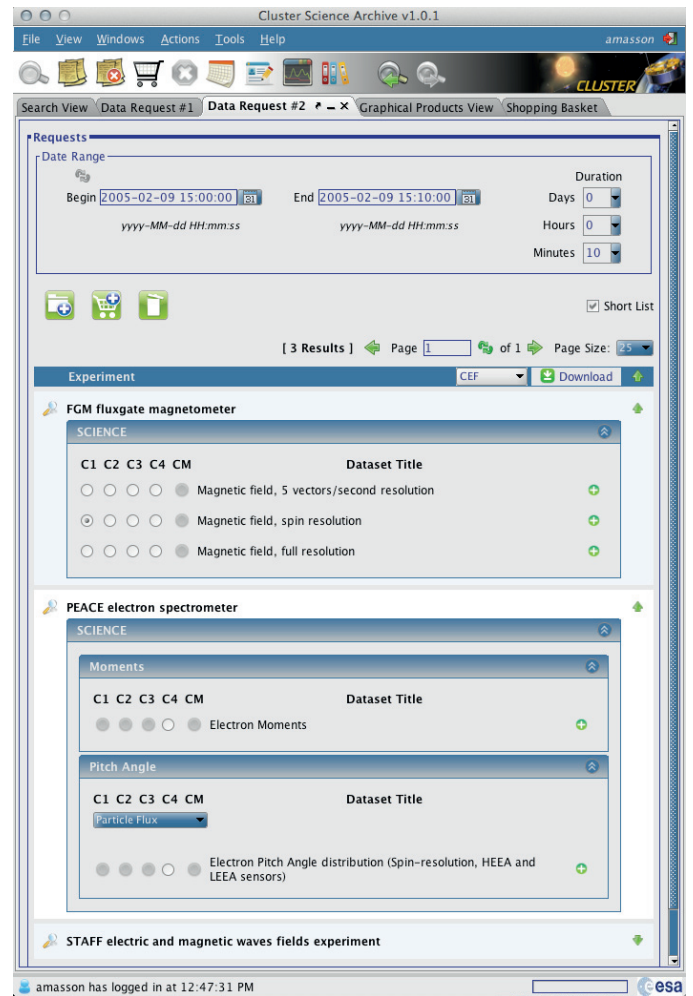 Cluster Science Archive v1.0.1
File View Windows Actions Tools Help amasson
CLUSTER
Search View Data Request #1 Data Request #2 Graphical Products View Shopping Basket
Requests
Date Range
Duration
Begin 2005-02-09 15:00:00 31 End 2005-02-09 15:10:00 31 Days 0
yyyy-MM-dd HH:mm:ss yyyy-MM-dd HH:mm:ss Hours 0
Minutes 10
Short List
[ 3 Results ] Page 1 of 1 Page Size: 25
Experiment CEF Download
FGM fluxgate magnetometer
SCIENCE
C1 C2 C3 C4 CM Dataset Title
Magnetic field, 5 vectors/second resolution
Magnetic field, spin resolution
Magnetic field, full resolution
PEACE electron spectrometer
SCIENCE
Moments
C1 C2 C3 C4 CM Dataset Title
Electron Moments
Pitch Angle
C1 C2 C3 C4 CM Dataset Title
Particle Flux
Electron Pitch Angle distribution (Spin-resolution, HEEA and
LEEA sensors)
STAFF electric and magnetic waves fields experiment
amasson has logged in at 12:47:31 PM esa